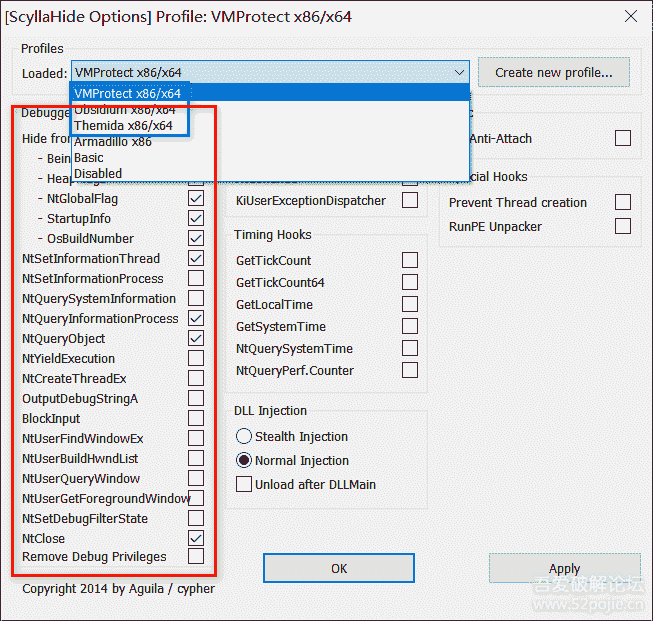 [ScyllaHide Options] Profile: VMProtect x86/x64
Profiles
Loaded:
VMProtect x86/x64
Create new profile...
VMProtect x86/x64
Obsidium x86/x64
Themida x86/x64
Armadillo x86
Basic
Disabled
Debugge
Hide from
- Bein
- Heap
- NtGlobalFlag
- StartupInfo
- OsBuildNumber
NtSetInformationThread
NtSetInformationProcess
NtQuerySystemInformation
NtQueryInformationProcess
NtQueryObject
NtYieldExecution
NtCreateThreadEx
OutputDebugStringA
BlockInput
NtUserFindWindowEx
NtUserBuildHwndList
NtUserQueryWindow
NtUserGetForegroundWindow
NtSetDebugFilterState
NtClose
Remove Debug Privileges
KiUserExceptionDispatcher
Timing Hooks
GetTickCount
GetTickCount64
GetLocalTime
GetSystemTime
NtQuerySystemTime
NtQueryPerf.Counter
DLL Injection
Stealth Injection
Normal Injection
Unload after DLLMain
Anti-Attach
cial Hooks
Prevent Thread creation
RunPE Unpacker
OK
Apply
Copyright 2014 by Aguila / cypher
吾爱破解论坛
www.52pojie.cn